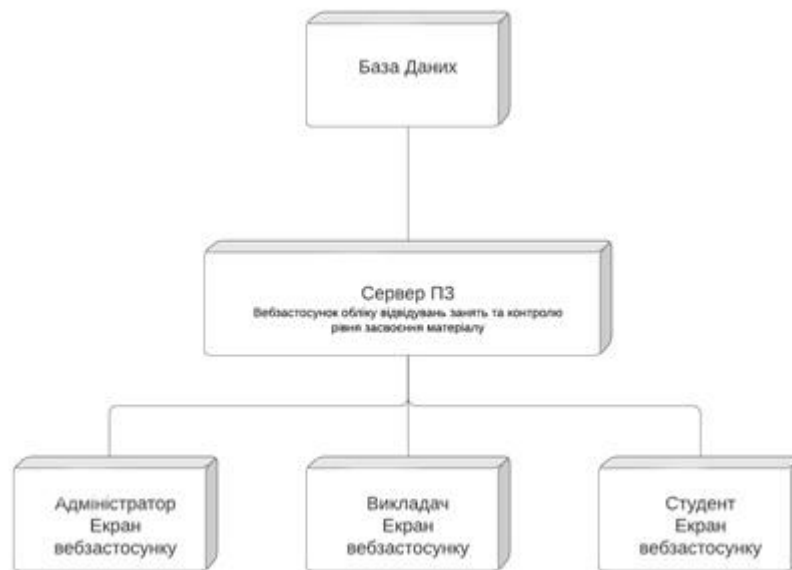 База Даних
Сервер ПЗ
Вебзастосунок обліку відвідувань занять та контролю
рівня засвоєння матеріалу
Адміністратор
Екран
вебзастосунку
Викладач
Екран
вебзастосунку
Студент
Екран
вебзастосунку